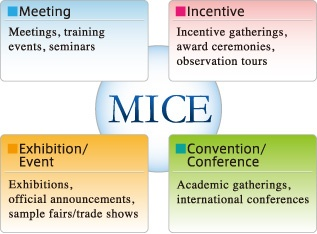 Meeting
Meetings, training
events, seminars
Incentive
Incentive gatherings,
award ceremonies,
observation tours
MICE
Exhibition/
Event
Exhibitions,
official announcements,
sample fairs/trade shows
Convention/
Conference
Academic gatherings,
international conferences